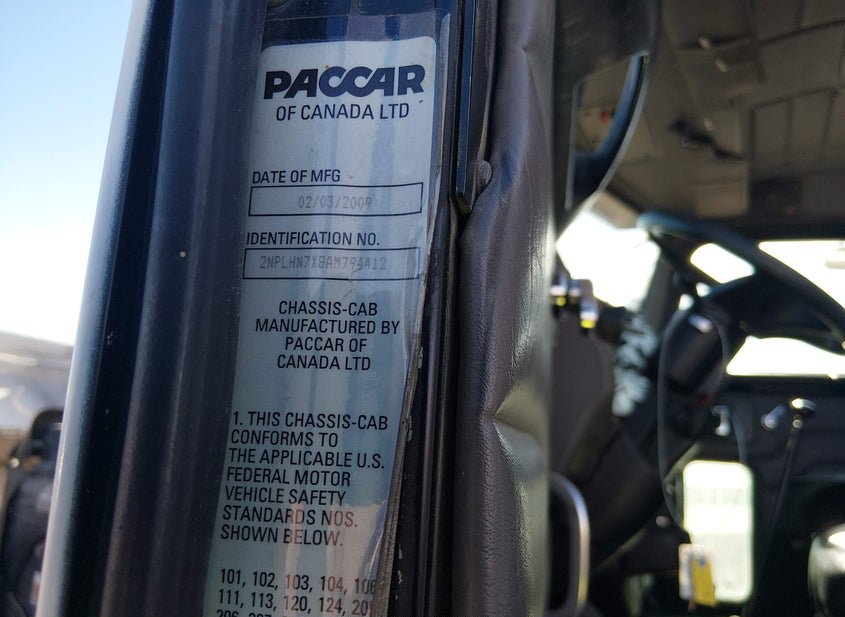 PACCAR
OF CANADA LTD
DATE OF MFG
02/03/2009
IDENTIFICATION NO.
2NPLHN7X8AM794412
CHASSIS-CAB
MANUFACTURED BY
PACCAR OF
CANADA LTD
1. THIS CHASSIS-CAB
CONFORMS TO
THE APPLICABLE U.S.
FEDERAL MOTOR
VEHICLE SAFETY
STANDARDS NOS.
SHOWN BELOW.
101, 102, 103, 104, 106
111, 113, 120, 124,